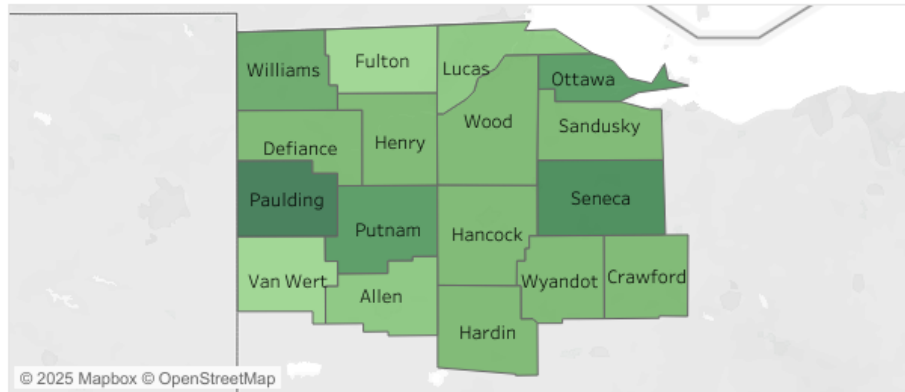 Williams
Fulton
Lucas
Ottawa
Wood
Sandusky
Henry
Defiance
Paulding
Seneca
Putnam
Hancock
Van Wert
Allen
Wyandot
Crawford
Hardin
© 2025 Mapbox © OpenStreetMap